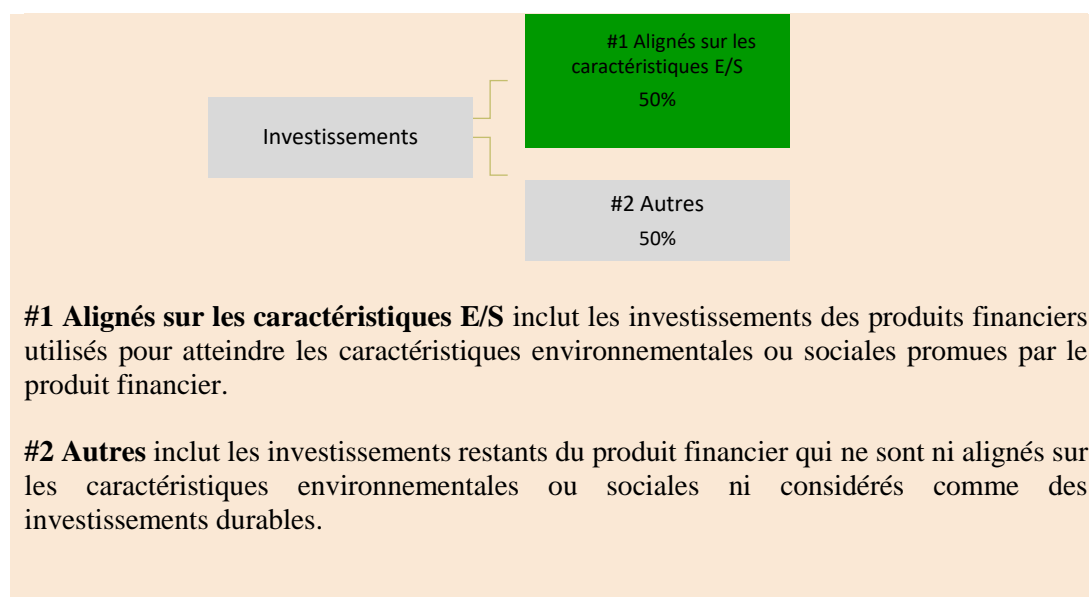 #1 Alignés sur les
caractéristiques E/S
50%
Investissements
#2 Autres
50%
#1 Alignés sur les caractéristiques E/S inclut les investissements des produits financiers
utilisés pour atteindre les caractéristiques environnementales ou sociales promues par le
produit financier.
#2 Autres inclut les investissements restants du produit financier qui ne sont ni alignés sur
les caractéristiques environnementales ou sociales ni considérés comme des
investissements durables.